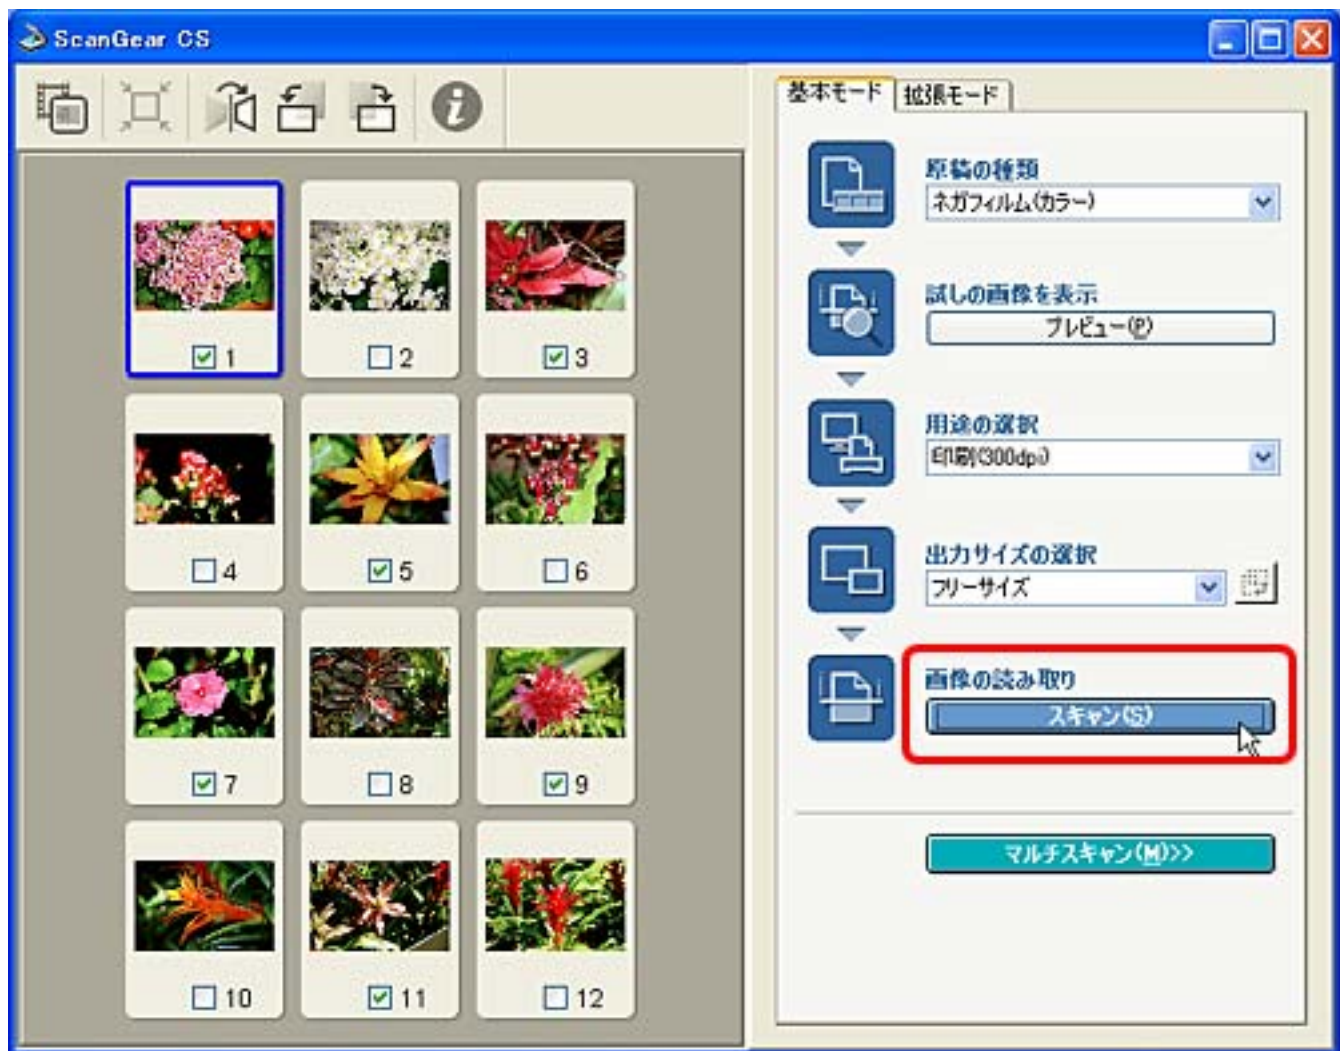 ScanGear CS
基本モード
拡張モード
1
2
3
4
5
6
7
8
9
10
11
12
原稿の種類
ネガフィルム(カラー)
試しの画像を表示
プレビュー(P)
用途の選択
印刷(300dpi)
出力サイズの選択
フリーサイズ
画像の読み取り
スキャン(S)
マルチスキャン(M)>>